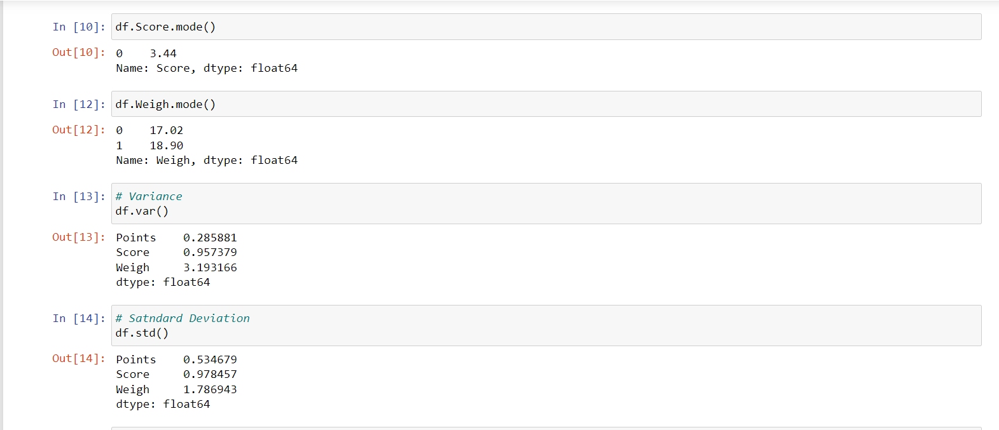 In [10]: df.Score.mode()
Out[10]: 0    3.44
Name: Score, dtype: float64
In [12]: df.Weigh.mode()
Out[12]: 0    17.02
1    18.90
Name: Weigh, dtype: float64
In [13]: # Variance
df.var()
Out[13]: Points    0.285881
Score     0.957379
Weigh     3.193166
dtype: float64
In [14]: # Satndard Deviation
df.std()
Out[14]: Points    0.534679
Score     0.978457
Weigh     1.786943
dtype: float64